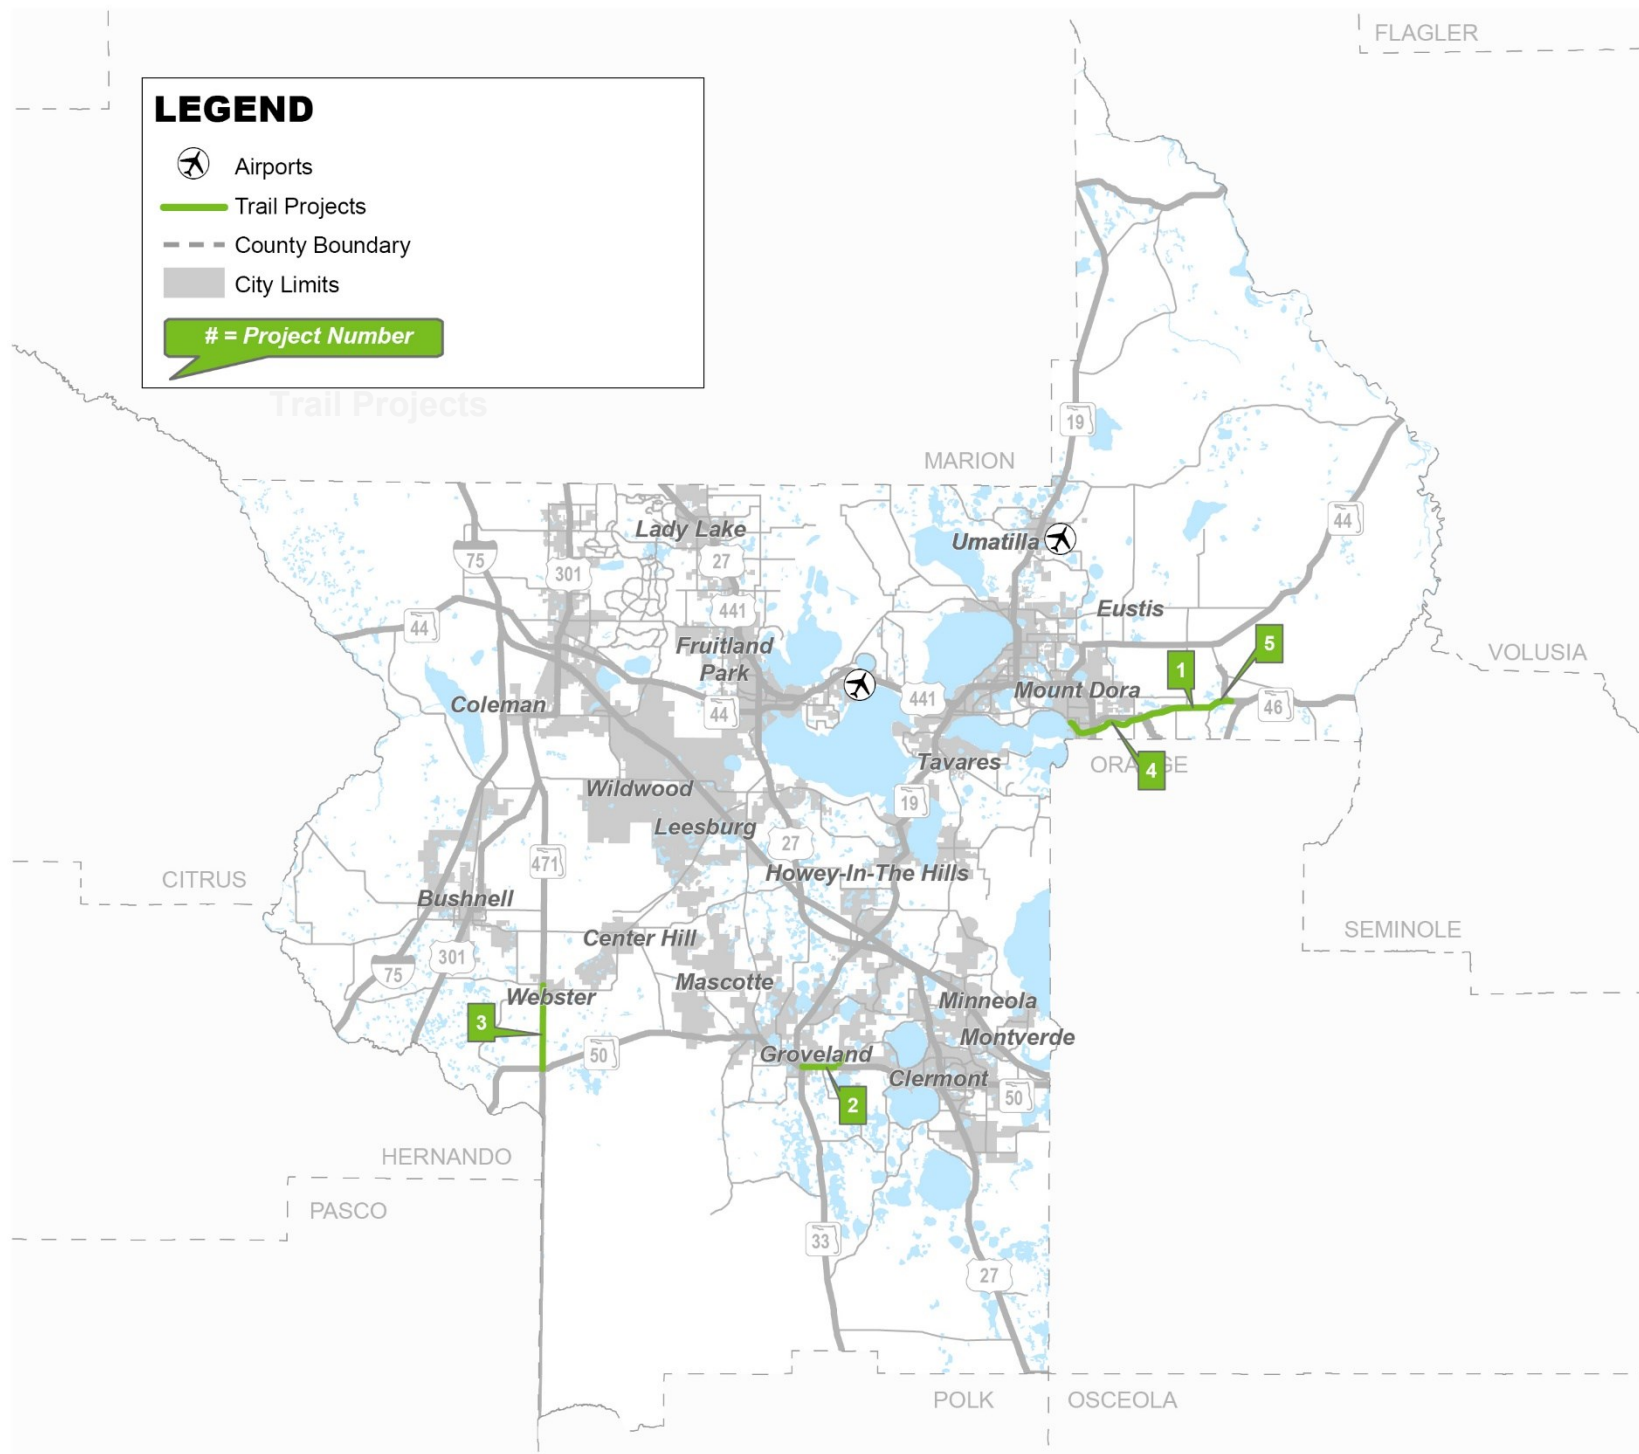 FLAGLER
LEGEND
Airports
Trail Projects
County Boundary
City Limits
# = Project Number
Trail Projects
19
MARION
44
Lady Lake
Umatilla
75
27
301
441
Eustis
44
Fruitland
Park
5
VOLUSIA
1
Mount Dora
441
Coleman
44
46
Tavares
ORANGE
4
Wildwood
19
Leesburg
27
471
Howey-In-The Hills
CITRUS
Bushnell
SEMINOLE
Center Hill
301
75
Mascotte
Webster
Minneola
3
Montverde
50
Groveland
Clermont
50
2
HERNANDO
PASCO
33
27
POLK
OSCEOLA